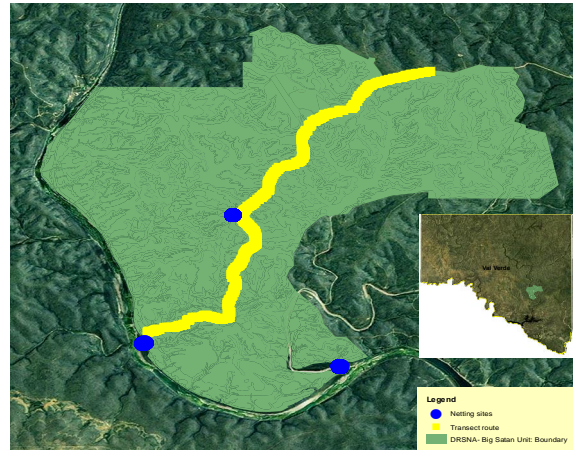 Val Verde
Legend
Netting sites
Transect route
DRSNA- Big Satan Unit: Boundary